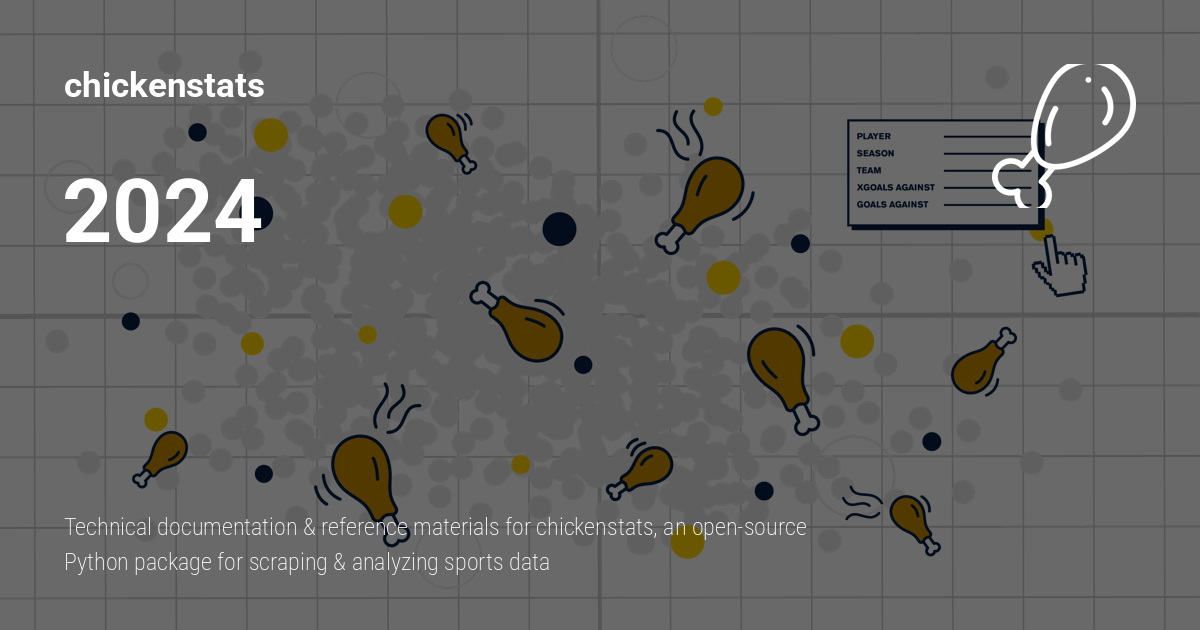 chickenstats
2024
PLAYER
SEASON
TEAM
XGOALS AGAINST
GOALS AGAINST
Technical documentation & reference materials for chickenstats, an open-source
Python package for scraping & analyzing sports data